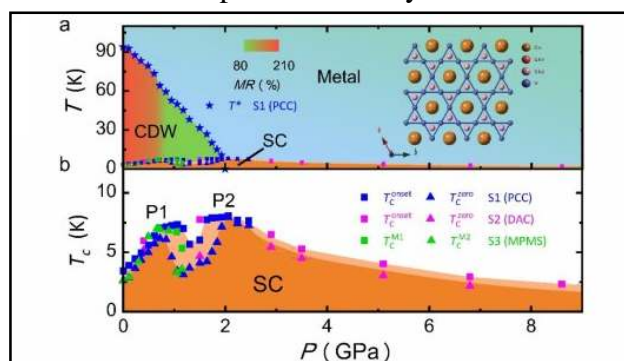 a
90
60
30
0
T (K)
80 210
MR (%)
T* S1 (PCC)
Metal
CDW
SC
b
10
5
0
T_c (K)
P1
P2
T_c^onset T_c^zero S1 (PCC)
T_c^onset T_c^zero S2 (DAC)
T_c^M1 T_c^M2 S3 (MPMS)
SC
0 2 4 6 8
P (GPa)